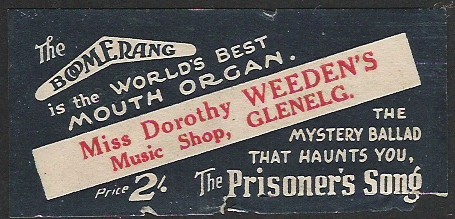 The
BOOMERANG
is the WORLD'S BEST
MOUTH ORGAN.
Miss Dorothy WEEDEN'S
Music Shop, GLENELG.
THE
MYSTERY BALLAD
THAT HAUNTS YOU,
Price 2/- The Prisoner's Song